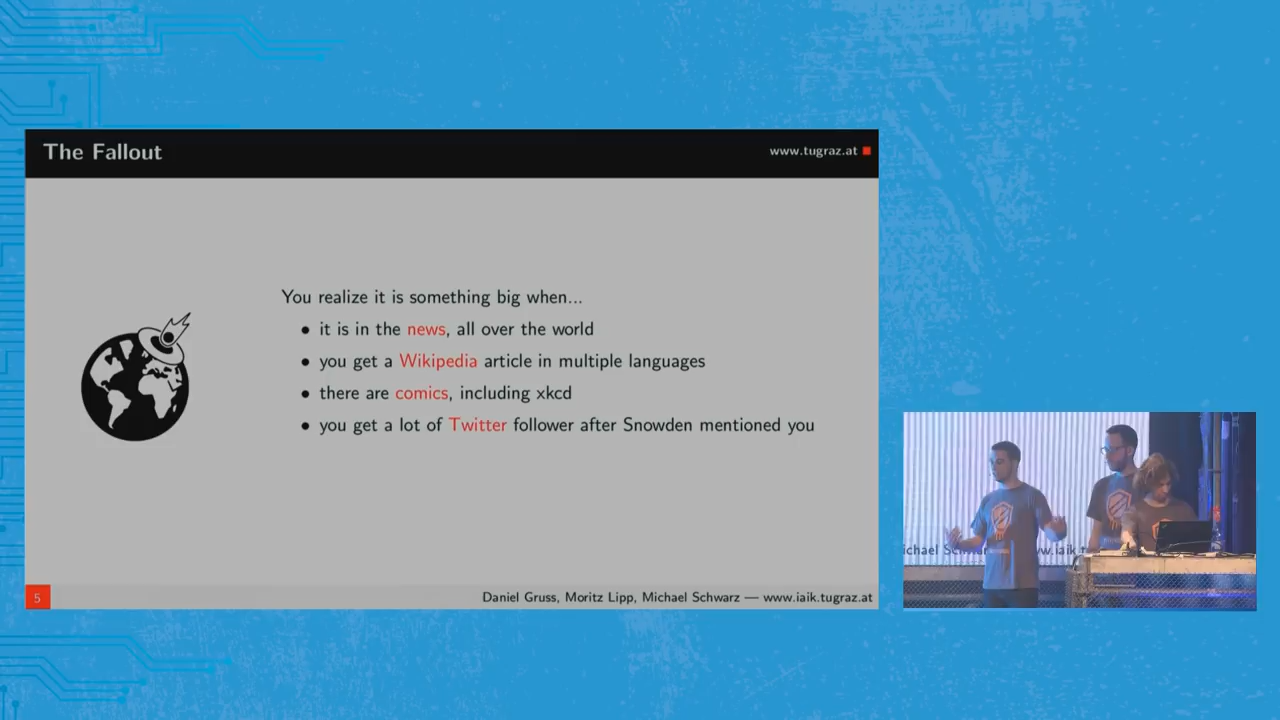 The Fallout
www.tugraz.at
You realize it is something big when...
• it is in the news, all over the world
• you get a Wikipedia article in multiple languages
• there are comics, including xkcd
• you get a lot of Twitter follower after Snowden mentioned you
5
Daniel Gruss, Moritz Lipp, Michael Schwarz — www.iaik.tugraz.at
ichael